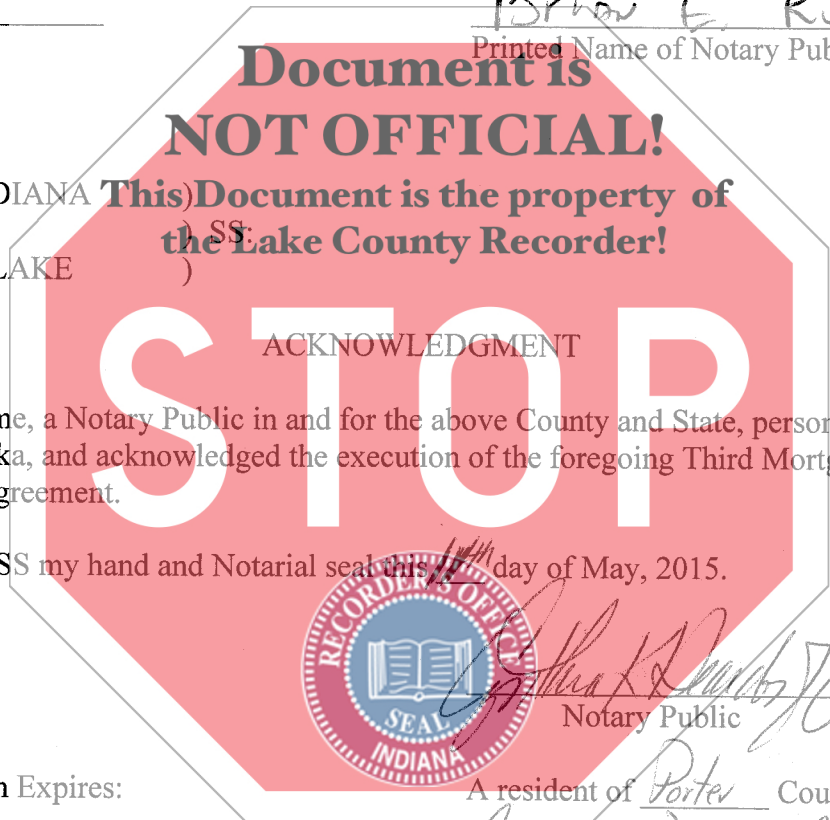 Brian E.
Printed Name of Notary Pub
Document is
NOT OFFICIAL!
DIANA )
This Document is the property of
) SS:
the Lake County Recorder!
LAKE )
STOP
ACKNOWLEDGMENT
ne, a Notary Public in and for the above County and State, person
ka, and acknowledged the execution of the foregoing Third Mortg
greement.
SS my hand and Notarial seal this day of May, 2015.
RECORDER'S OFFICE
SEAL
INDIANA
Notary Public
n Expires:
A resident of Porter Cou